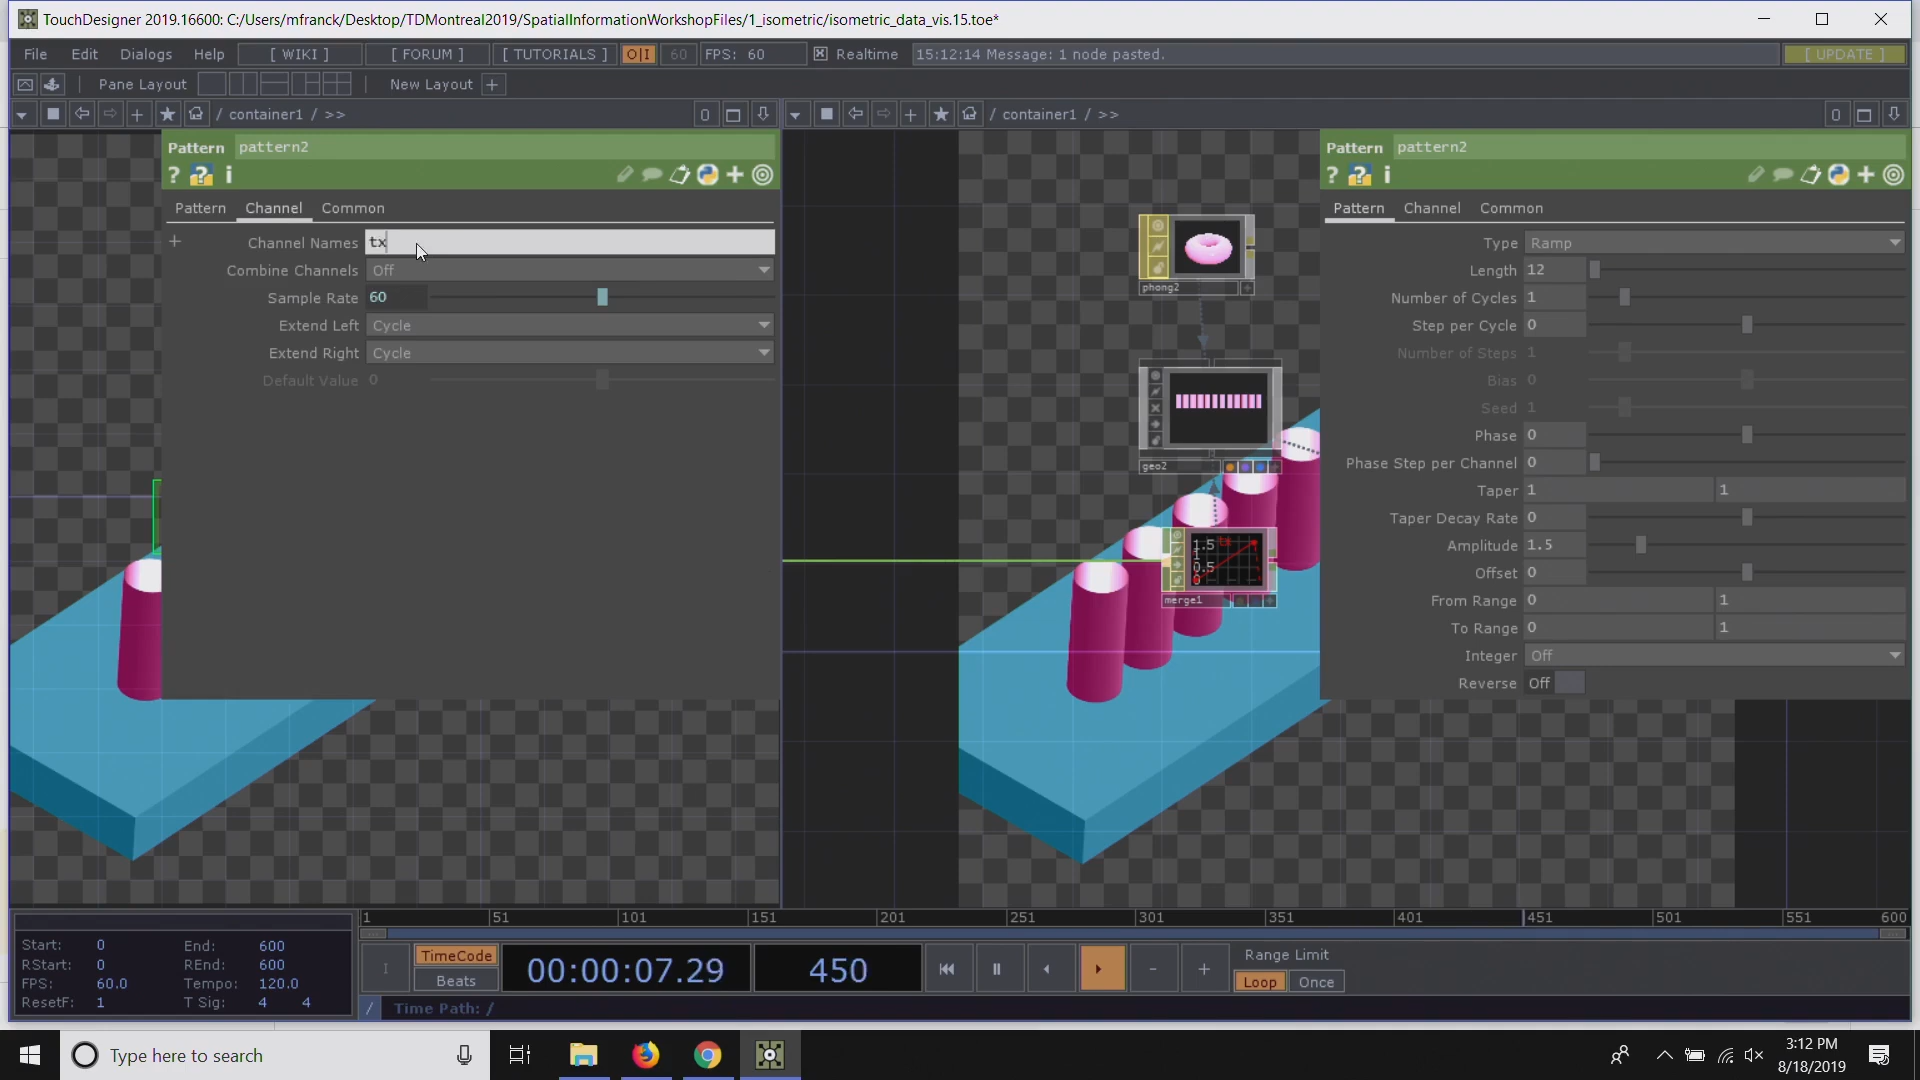 TouchDesigner 2019.16600: C:/Users/mfranck/Desktop/TDMontreal2019/SpatialInformationWorkshopFiles/1_isometric/isometric_data_vis.15.toe*
File Edit Dialogs Help [ WIKI ] [ FORUM ] [ TUTORIALS ] O|I 60 FPS: 60 Realtime 15:12:14 Message: 1 node pasted. [ UPDATE ]
Pane Layout New Layout +
/ container1 / >> 0
/ container1 / >> 0
Pattern pattern2
Pattern Channel Common
Channel Names tx
Combine Channels Off
Sample Rate 60
Extend Left Cycle
Extend Right Cycle
Default Value 0
phong2
geo2
1.5
1
0.5
0
merge1
Pattern pattern2
Pattern Channel Common
Type Ramp
Length 12
Number of Cycles 1
Step per Cycle 0
Number of Steps 1
Bias 0
Seed 1
Phase 0
Phase Step per Channel 0
Taper 1 1
Taper Decay Rate 0
Amplitude 1.5
Offset 0
From Range 0 1
To Range 0 1
Integer Off
Reverse Off
1 51 101 151 201 251 301 351 401 451 501 551 600
Start: 0 End: 600
RStart: 0 REnd: 600
FPS: 60.0 Tempo: 120.0
ResetF: 1 T Sig: 4 4
TimeCode
Beats
00:00:07.29
450
Range Limit
Loop Once
/ Time Path: /
Type here to search
3:12 PM
8/18/2019